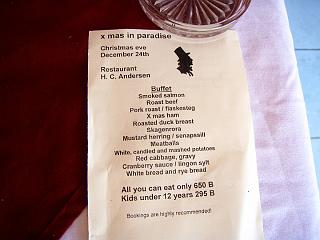 x mas in paradise
Christmas eve
December 24th
Restaurant
H. C. Andersen
Buffet
Smoked salmon
Roast beef
Pork roast / flaskesteg
X mas ham
Roasted duck breast
Skagenrora
Mustard herring / senapssill
Meatballs
White, candied and mashed potatoes
Red cabbage, gravy
Cranberry sauce / lingon sylt
White bread and rye bread
All you can eat only 650 B
Kids under 12 years 295 B
Bookings are highly recommended!